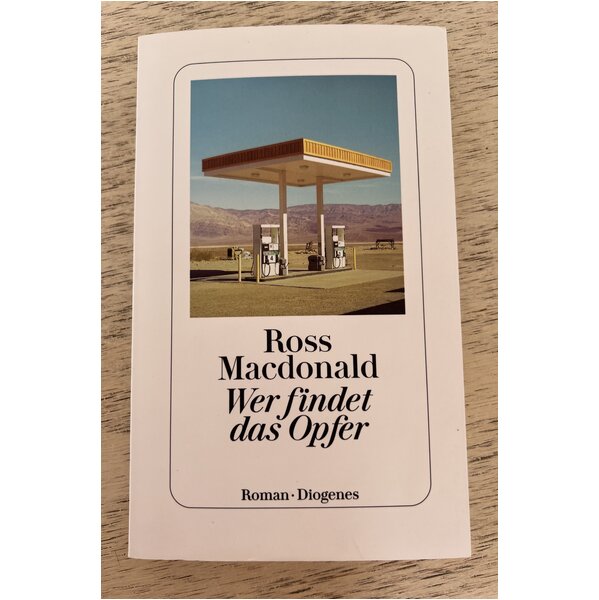 Ross
Macdonald
Wer findet
das Opfer
Roman · Diogenes